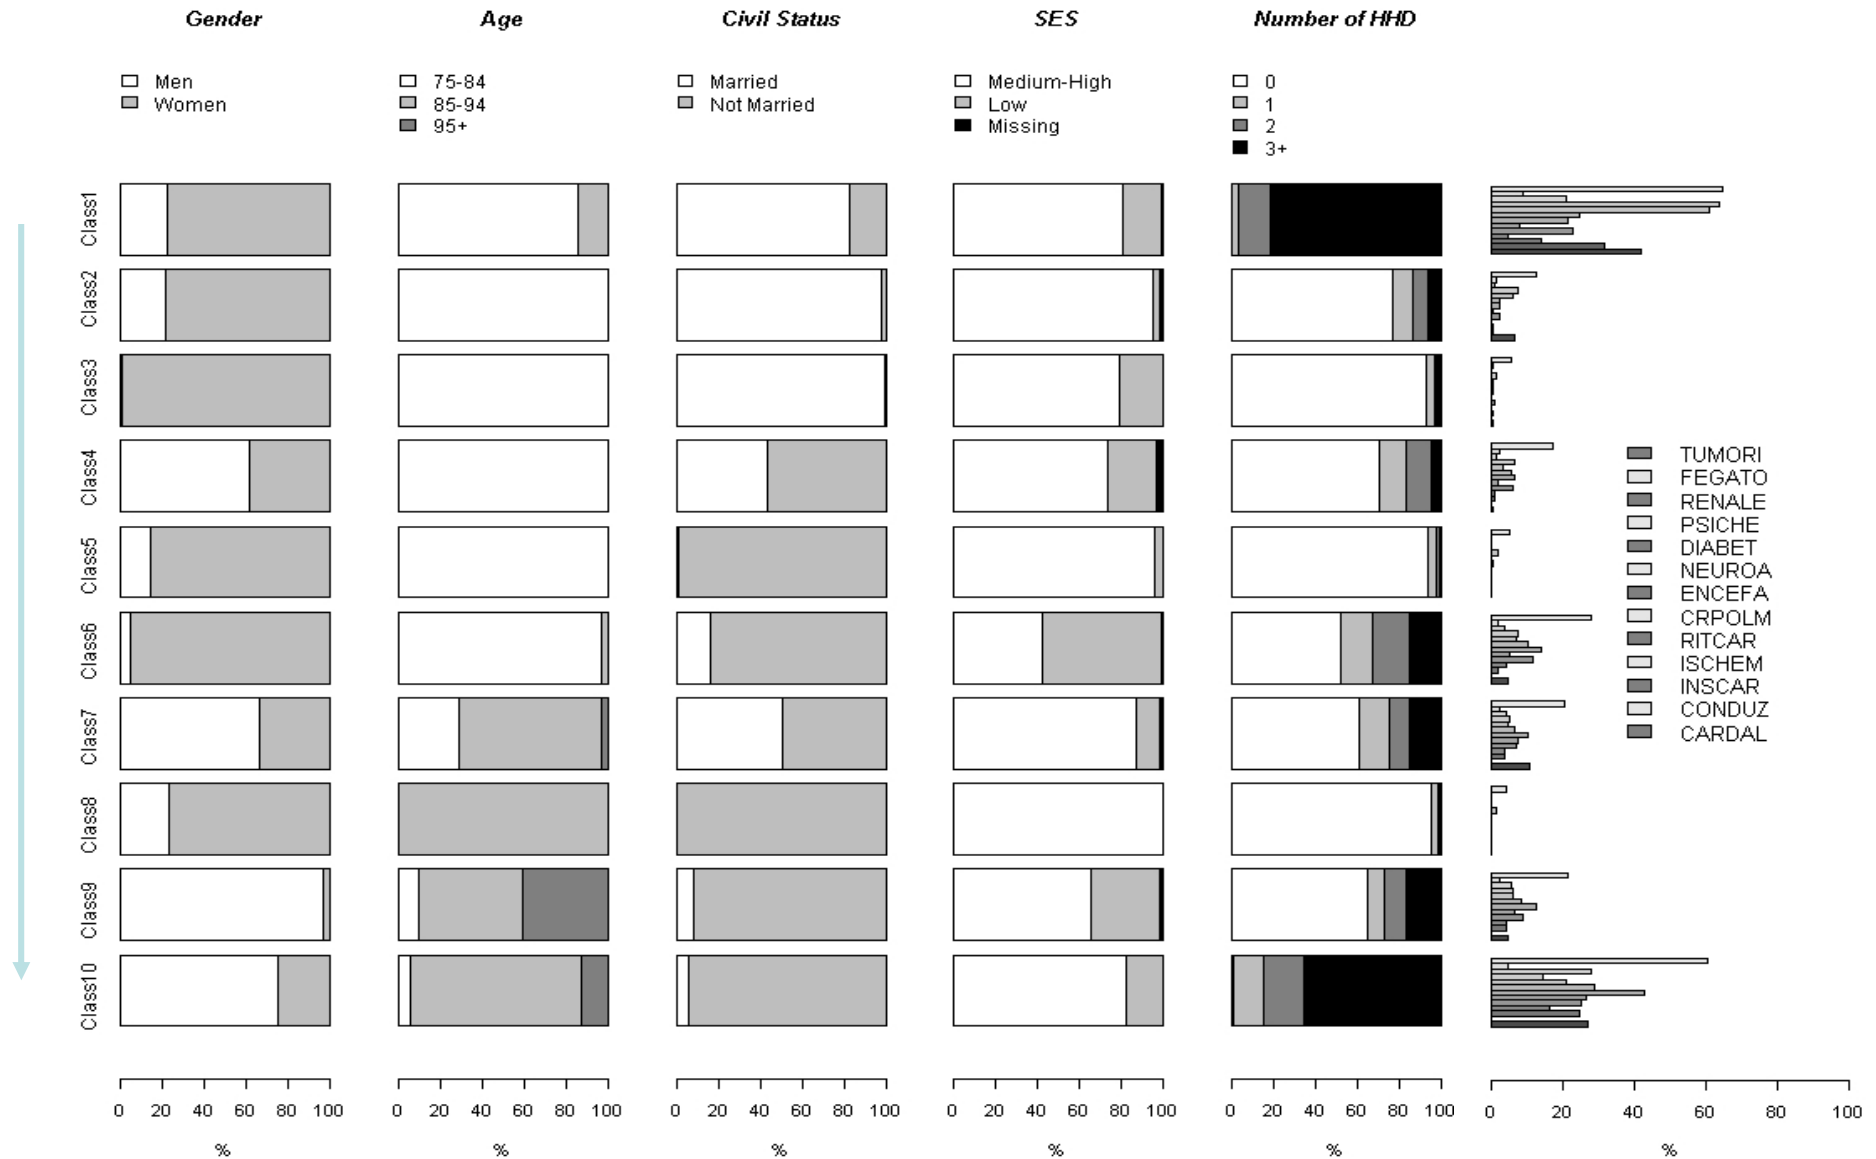 Gender Age Civil Status SES Number of HHD
Men
Women
75-84
85-94
95+
Married
Not Married
Medium-High
Low
Missing
0
1
2
3+
Class1
Class2
Class3
Class4
Class5
Class6
Class7
Class8
Class9
Class10
TUMORI
FEGATO
RENALE
PSICHE
DIABET
NEUROA
ENCEFA
CRPOLM
RITCAR
ISCHEM
INSCAR
CONDUZ
CARDAL
0 20 40 60 80 100
0 20 40 60 80 100
0 20 40 60 80 100
0 20 40 60 80 100
0 20 40 60 80 100
0 20 40 60 80 100
% % % % % %